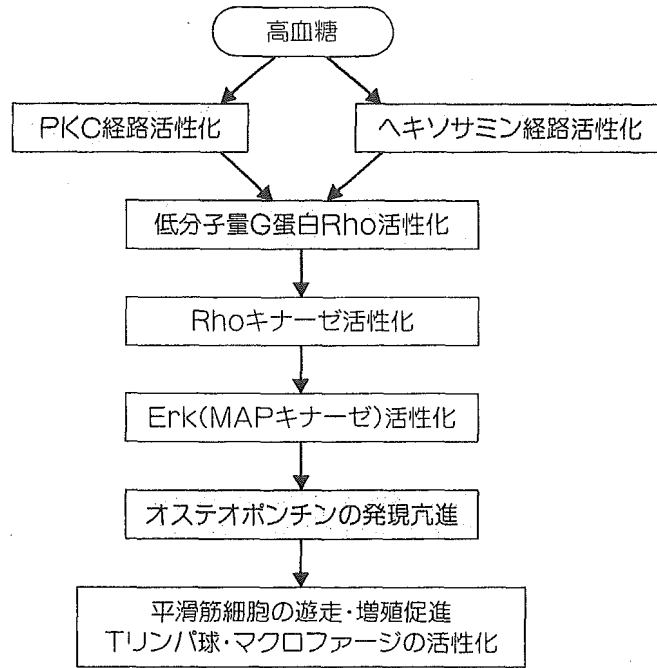 高血糖
PKC経路活性化
ヘキソサミン経路活性化
低分子量G蛋白Rho活性化
Rhoキナーゼ活性化
Erk(MAPキナーゼ)活性化
オステオポンチンの発現亢進
平滑筋細胞の遊走・増殖促進
Tリンパ球・マクロファージの活性化